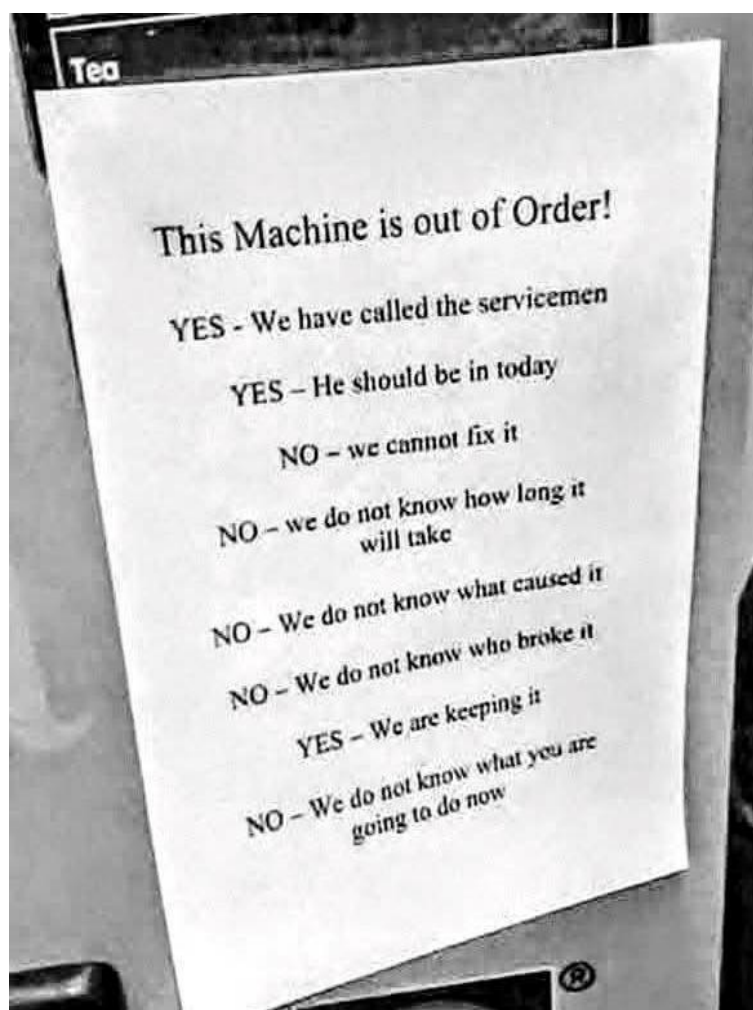 Tea
This Machine is out of Order!
YES - We have called the servicemen
YES – He should be in today
NO – we cannot fix it
NO – we do not know how long it
will take
NO – We do not know what caused it
NO – We do not know who broke it
YES – We are keeping it
NO – We do not know what you are
going to do now
®